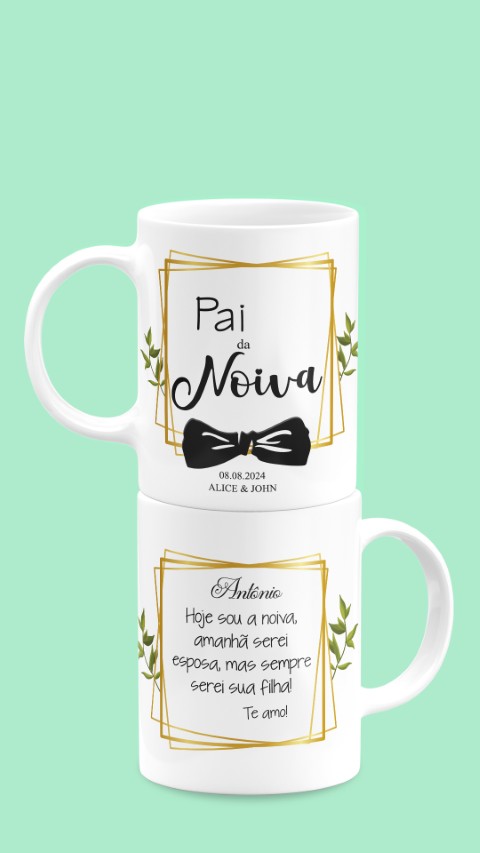 Pai
da
Noiva
08.08.2024
ALICE & JOHN
Antônio
Hoje sou a noiva,
amanhã serei
esposa, mas sempre
serei sua filha!
Te amo!